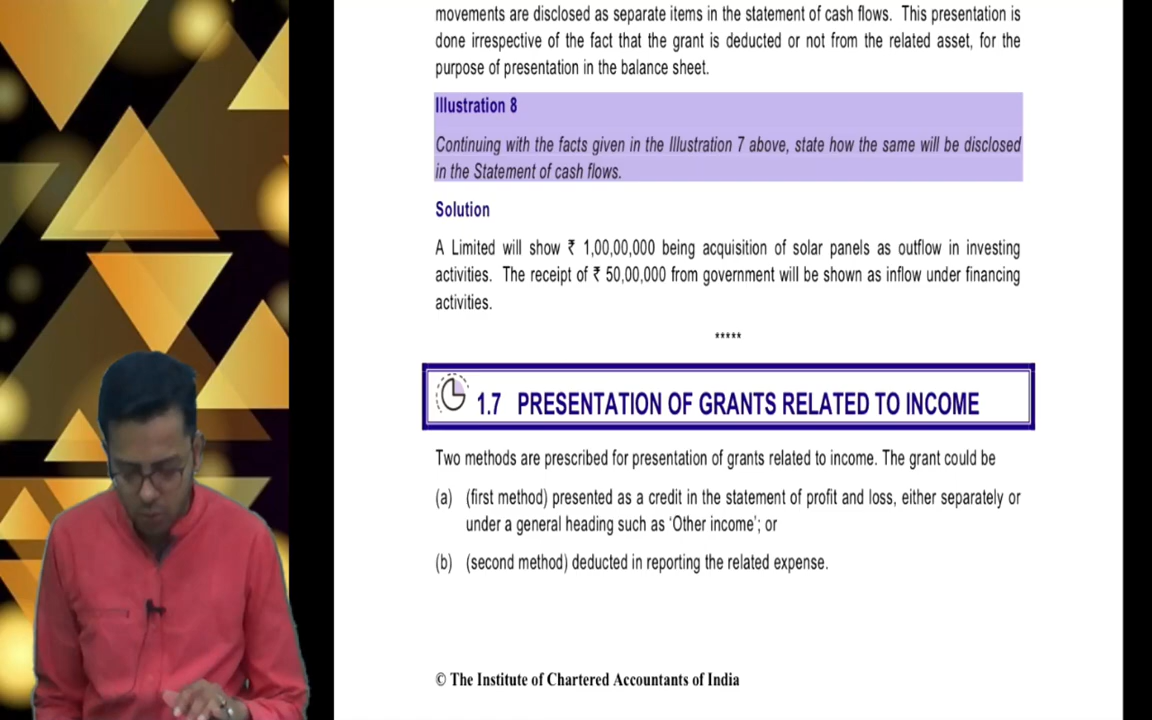 movements are disclosed as separate items in the statement of cash flows. This presentation is
done irrespective of the fact that the grant is deducted or not from the related asset, for the
purpose of presentation in the balance sheet.
Illustration 8
Continuing with the facts given in the Illustration 7 above, state how the same will be disclosed
in the Statement of cash flows.
Solution
A Limited will show ₹ 1,00,00,000 being acquisition of solar panels as outflow in investing
activities. The receipt of ₹ 50,00,000 from government will be shown as inflow under financing
activities.
*****
1.7 PRESENTATION OF GRANTS RELATED TO INCOME
Two methods are prescribed for presentation of grants related to income. The grant could be
(a) (first method) presented as a credit in the statement of profit and loss, either separately or
under a general heading such as ‘Other income’; or
(b) (second method) deducted in reporting the related expense.
© The Institute of Chartered Accountants of India